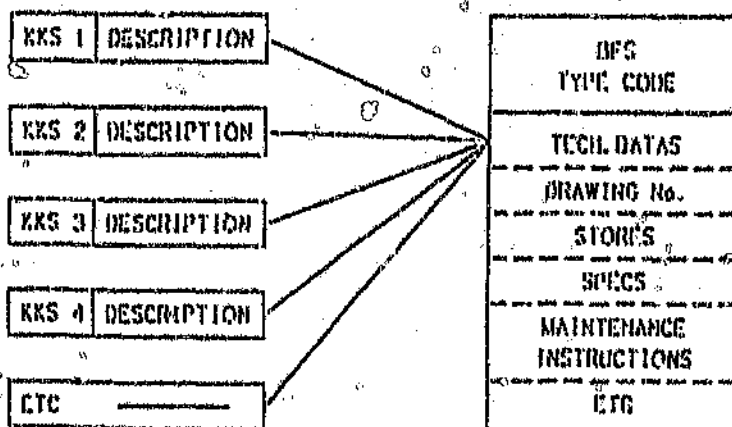 KKS 1 DESCRIPTION
KKS 2 DESCRIPTION
KKS 3 DESCRIPTION
KKS 4 DESCRIPTION
ETC
TYPE CODE
TECH. DATAS
DRAWING No.
STORES
SPECS
MAINTENANCE
INSTRUCTIONS
ETC